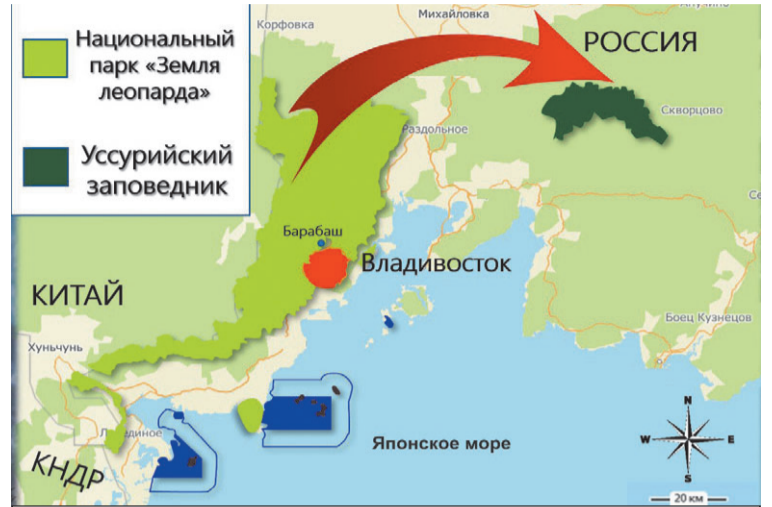 Национальный
парк «Земля
леопарда»
Уссурийский
заповедник
Корфовка
Михайловка
РОССИЯ
Скворцово
Раздольное
Барабаш
Владивосток
КИТАЙ
Хуньчунь
Боец Кузнецов
КНДР
Японское море
N
W
E
S
20 км